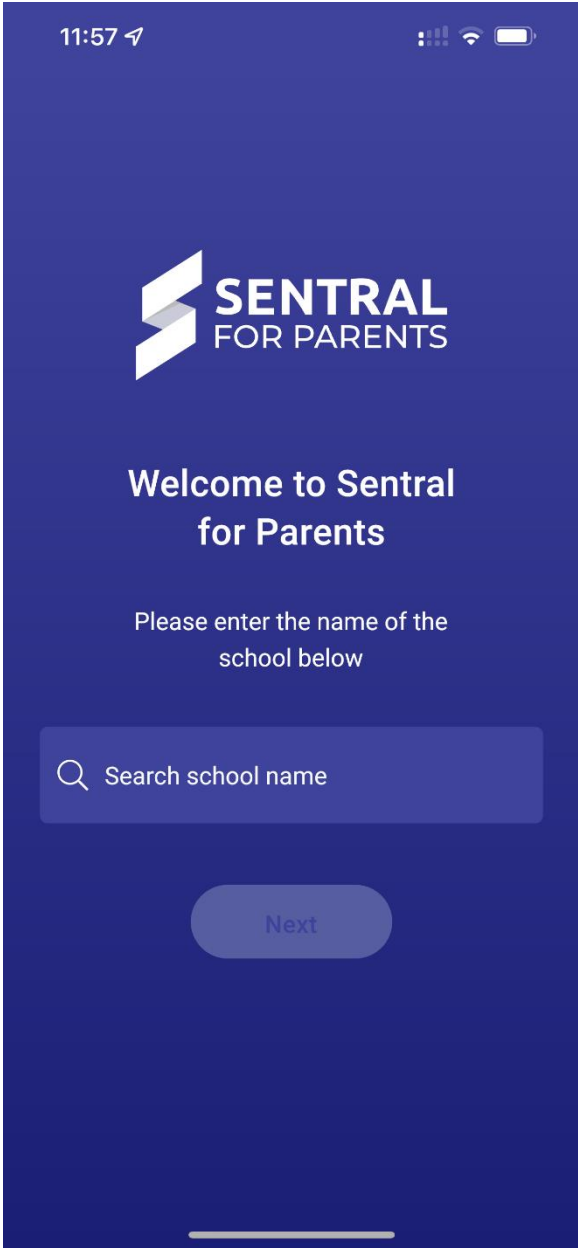 11:57
SENTRAL
FOR PARENTS
Welcome to Sentral
for Parents
Please enter the name of the
school below
Search school name
Next